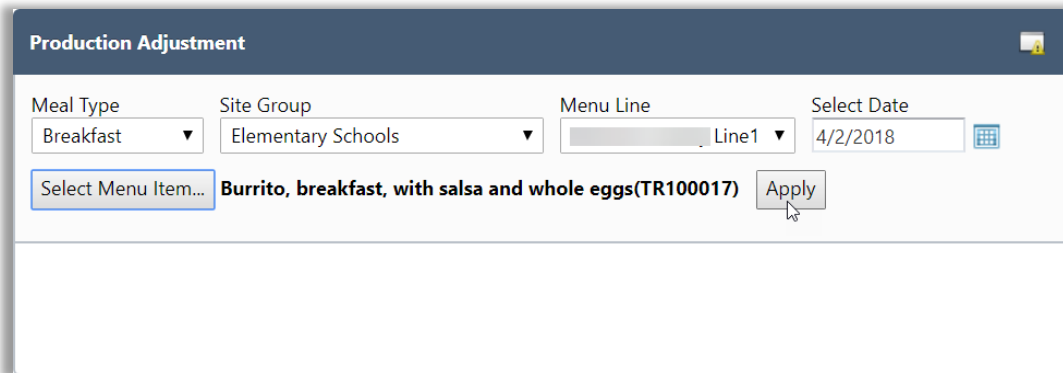 Production Adjustment
Meal Type Site Group Menu Line Select Date
Breakfast Elementary Schools Line1 4/2/2018
Select Menu Item... Burrito, breakfast, with salsa and whole eggs(TR100017) Apply